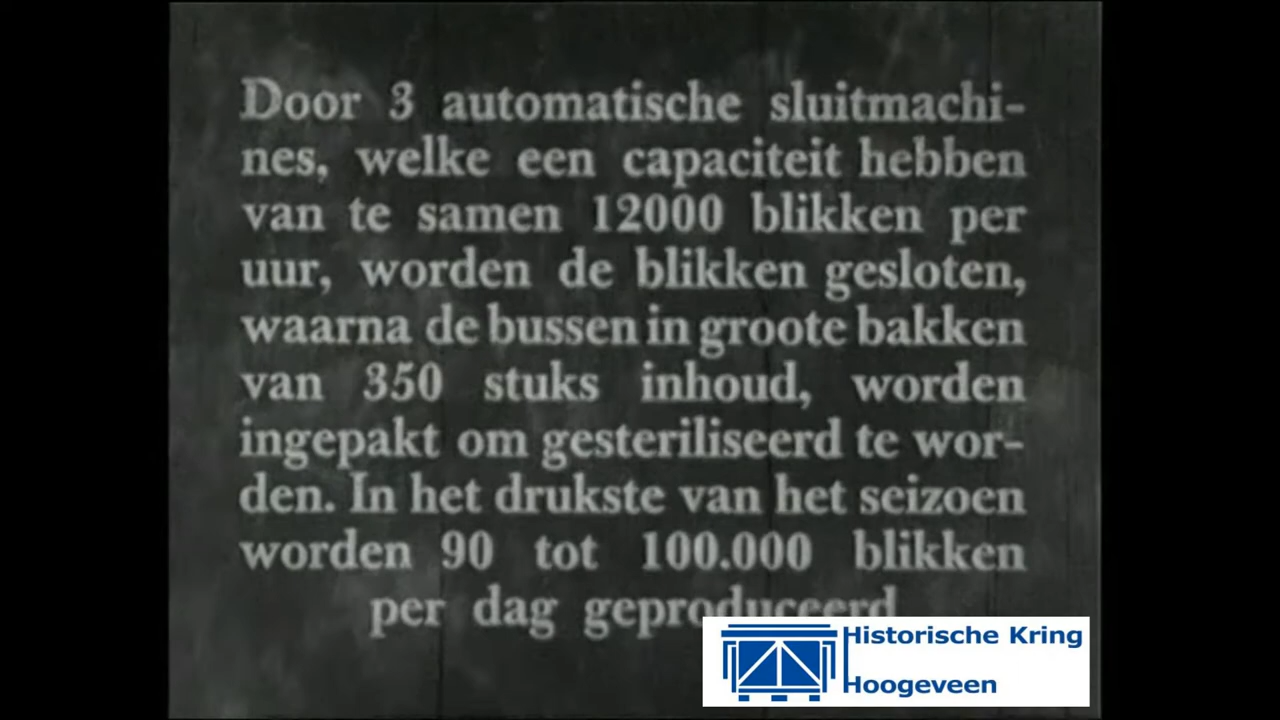 Door 3 automatische sluitmachi-
nes, welke een capaciteit hebben
van te samen 12000 blikken per
uur, worden de blikken gesloten,
waarna de bussen in groote bakken
van 350 stuks inhoud, worden
ingepakt om gesteriliseerd te wor-
den. In het drukste van het seizoen
worden 90 tot 100.000 blikken
per dag geproduceerd
Historische Kring
Hoogeveen